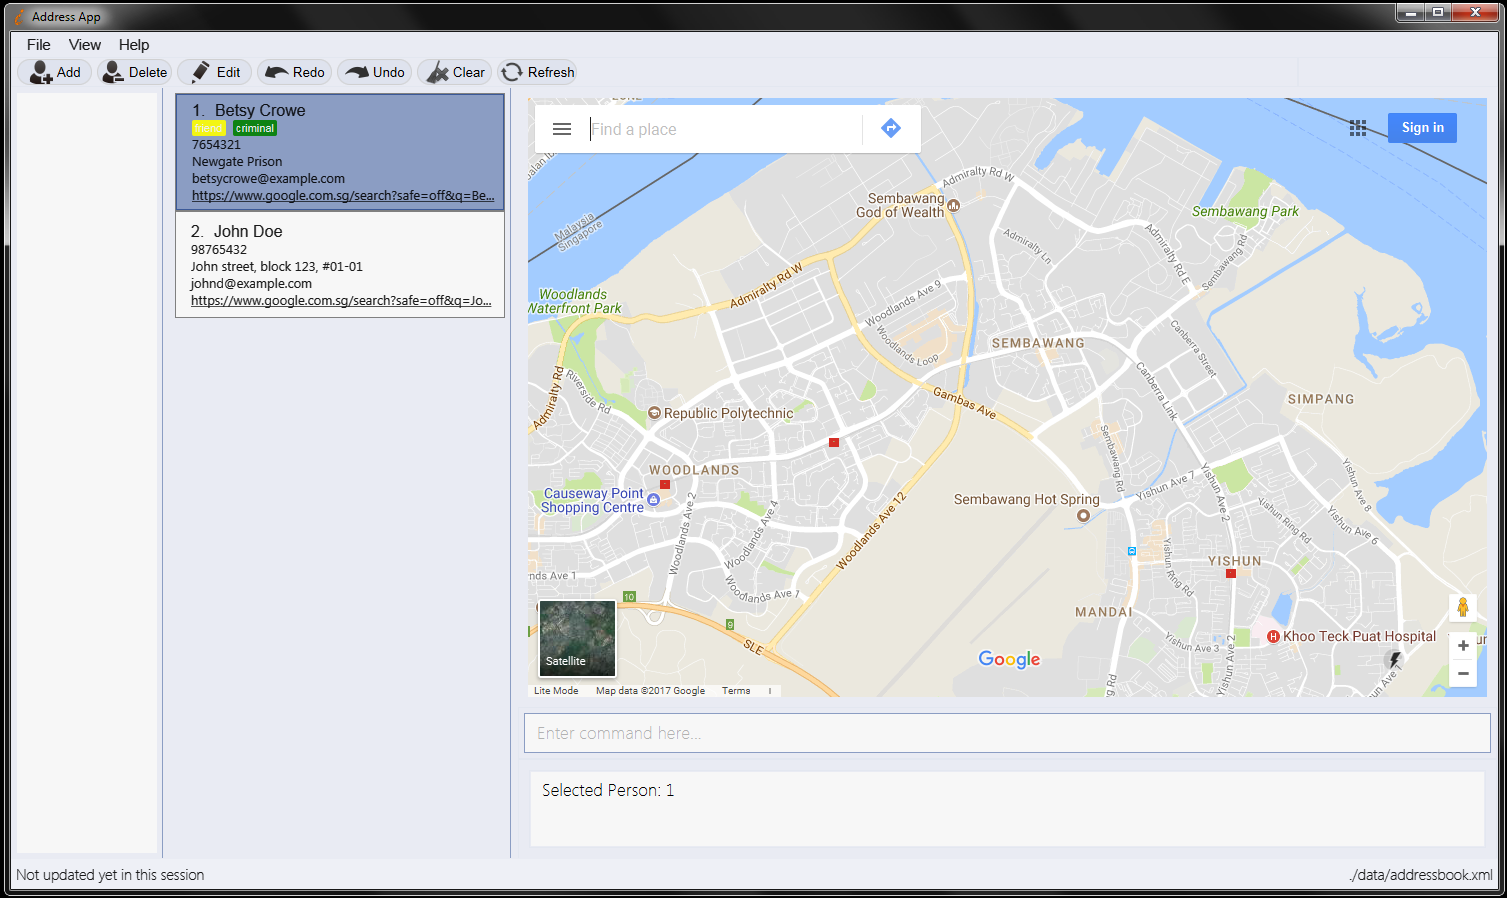 Address App
File View Help
Add Delete Edit Redo Undo Clear Refresh
1. Betsy Crowe
friend criminal
7654321
Newgate Prison
betsycrowe@example.com
https://www.google.com.sg/search?safe=off&q=Be...
2. John Doe
98765432
John street, block 123, #01-01
johnd@example.com
https://www.google.com.sg/search?safe=off&q=Jo...
Find a place
Sign in
Admiralty Rd W
Sembawang
God of Wealth
Sembawang Park
Malaysia
Singapore
Admiralty Ln
Admiralty Rd E
Sembawang Rd
Admiralty Rd W
Woodlands
Waterfront Park
Woodlands Ave 9
Woodlands Loop
SEMBAWANG
Canberra Street
Canberra Link
Admiralty Rd
Riverside Rd
Gambas Ave
SIMPANG
Republic Polytechnic
Sembawang Rd
WOODLANDS
Causeway Point
Shopping Centre
Woodlands Ave 2
Woodlands Ave 4
Woodlands Ave 12
Sembawang Hot Spring
Yishun Ave 7
Yishun Ave 2
Yishun Ave 8
Yishun Ring Rd
Yishun Ave 6
YISHUN
Yishun Ring Rd
nds Ave 1
Woodlands Ave 1
10
9
SLE
MANDAI
Yishun Ave 3
Yishun Ave 2
H Khoo Teck Puat Hospital
Yishun Ave 1
Mandai Rd
Satellite
Google
Lite Mode Map data ©2017 Google Terms
Enter command here...
Selected Person: 1
Not updated yet in this session
./data/addressbook.xml